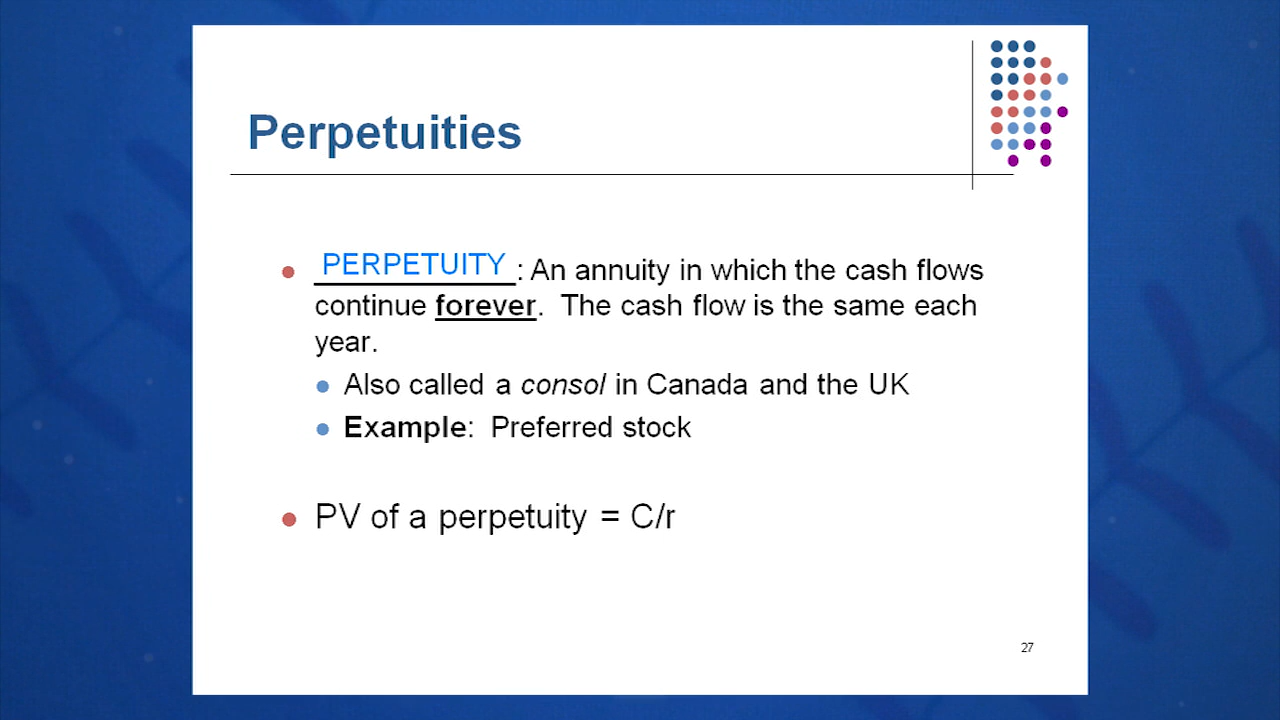 Perpetuities
PERPETUITY: An annuity in which the cash flows
continue forever. The cash flow is the same each
year.
Also called a consol in Canada and the UK
Example: Preferred stock
PV of a perpetuity = C/r
27